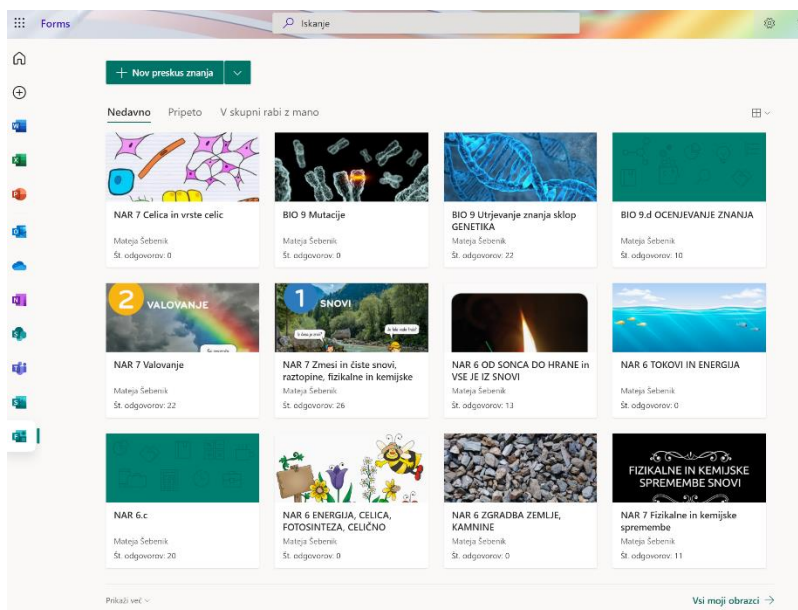 Forms
Iskanje
Nov preskus znanja
Nedavno Pripeto V skupni rabi z mano
NAR 7 Celica in vrste celic
Mateja Šebenik
Št. odgovorov: 0
BIO 9 Mutacije
Mateja Šebenik
Št. odgovorov: 0
BIO 9 Utrjevanje znanja sklop
GENETIKA
Mateja Šebenik
Št. odgovorov: 22
BIO 9.d OCENJEVANJE ZNANJA
Mateja Šebenik
Št. odgovorov: 10
2 VALOVANJE
NAR 7 Valovanje
Mateja Šebenik
Št. odgovorov: 22
1 SNOVI
NAR 7 Zmesi in čiste snovi,
raztopine, fizikalne in kemijske
Mateja Šebenik
Št. odgovorov: 26
NAR 6 OD SONCA DO HRANE in
VSE JE IZ SNOVI
Mateja Šebenik
Št. odgovorov: 13
NAR 6 TOKOVI IN ENERGIJA
Mateja Šebenik
Št. odgovorov: 0
NAR 6.c
Mateja Šebenik
Št. odgovorov: 20
NAR 6 ENERGIJA, CELICA,
FOTOSINTEZA, CELIČNO
Mateja Šebenik
Št. odgovorov: 0
NAR 6 ZGRADBA ZEMLJE,
KAMNINE
Mateja Šebenik
Št. odgovorov: 0
FIZIKALNE IN KEMIJSKE
SPREMEMBE SNOVI
NAR 7 Fizikalne in kemijske
spremembe
Mateja Šebenik
Št. odgovorov: 11
Prikaži več
Vsi moji obrazci